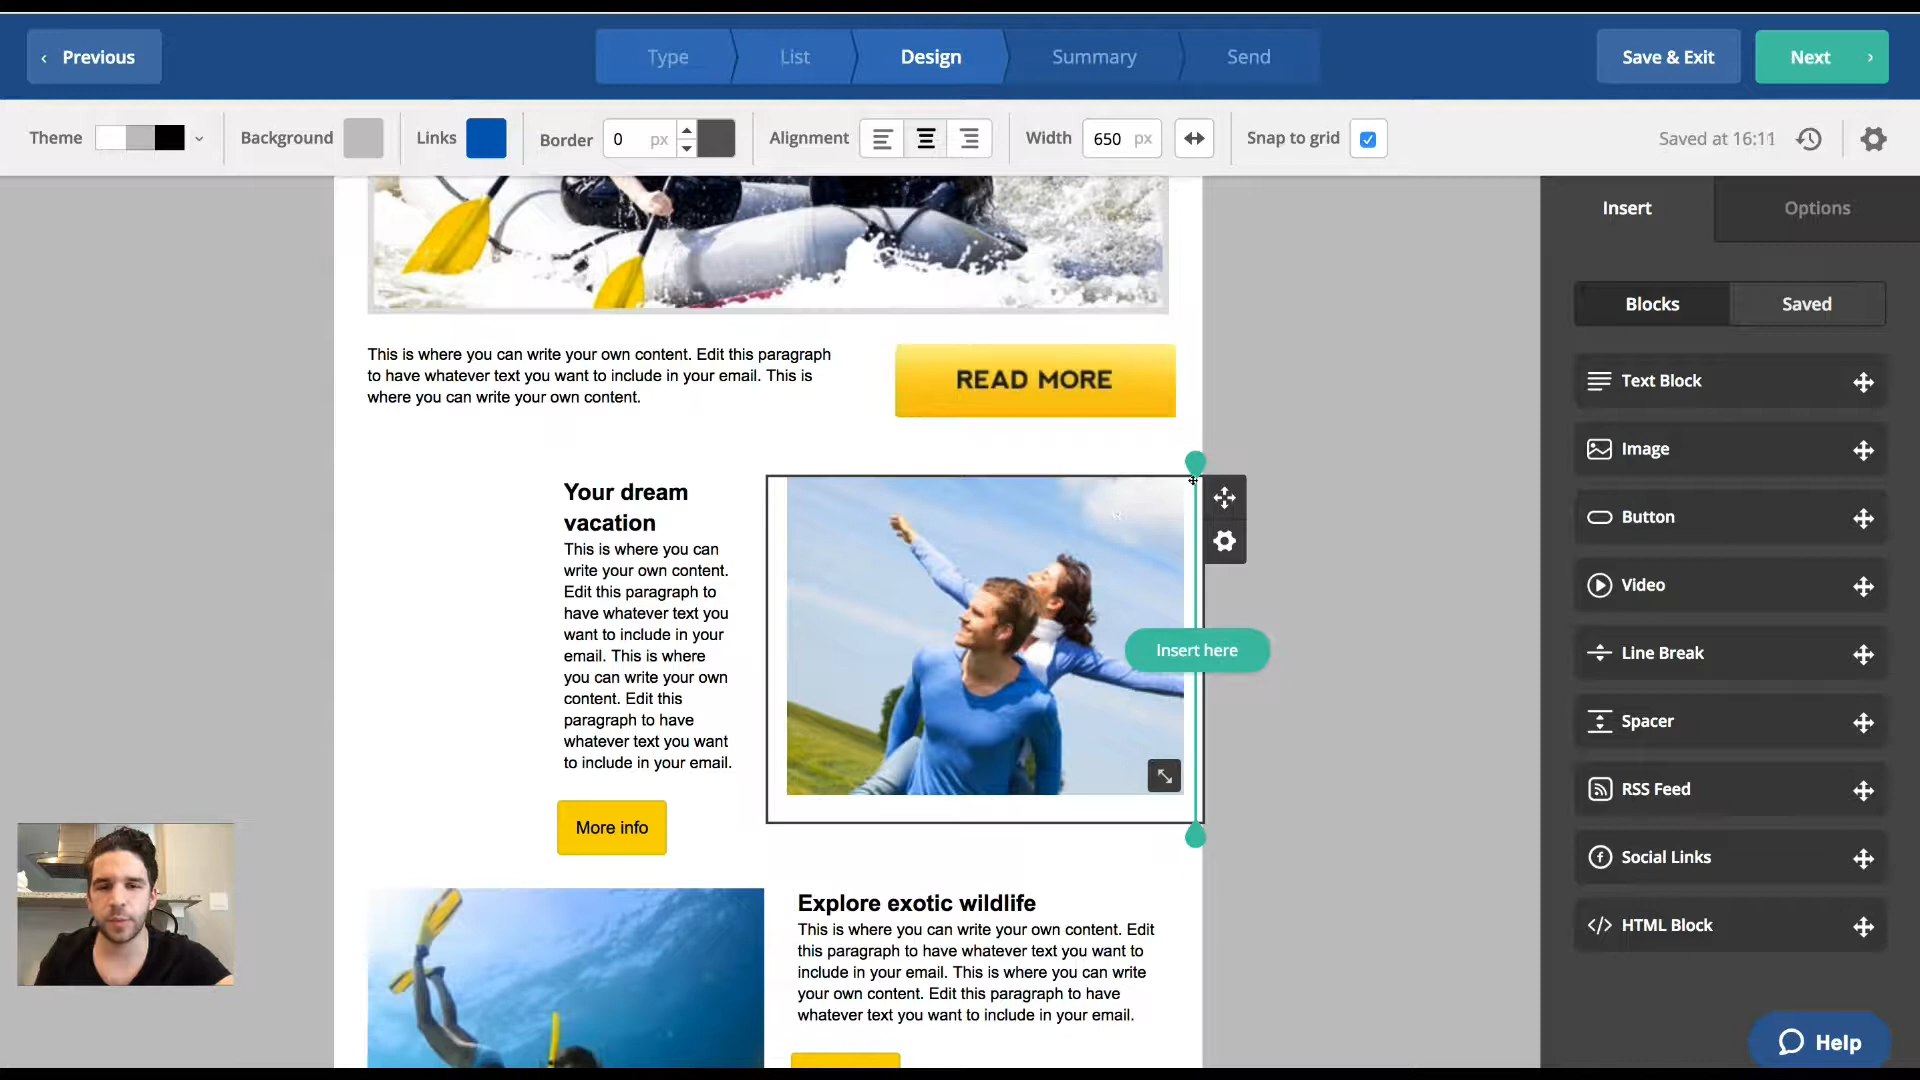 Previous
Type
List
Design
Summary
Send
Save & Exit
Next
Theme
Background
Links
Border
0 px
Alignment
Width
650 px
Snap to grid
Saved at 16:11
Insert
Options
Blocks
Saved
Text Block
Image
Button
Video
Line Break
Spacer
RSS Feed
Social Links
HTML Block
Help
This is where you can write your own content. Edit this paragraph
to have whatever text you want to include in your email. This is
where you can write your own content.
READ MORE
Your dream
vacation
This is where you can
write your own content.
Edit this paragraph to
have whatever text you
want to include in your
email. This is where
you can write your own
content. Edit this
paragraph to have
whatever text you want
to include in your email.
More info
Insert here
Explore exotic wildlife
This is where you can write your own content. Edit
this paragraph to have whatever text you want to
include in your email. This is where you can write
your own content. Edit this paragraph to have
whatever text you want to include in your email.